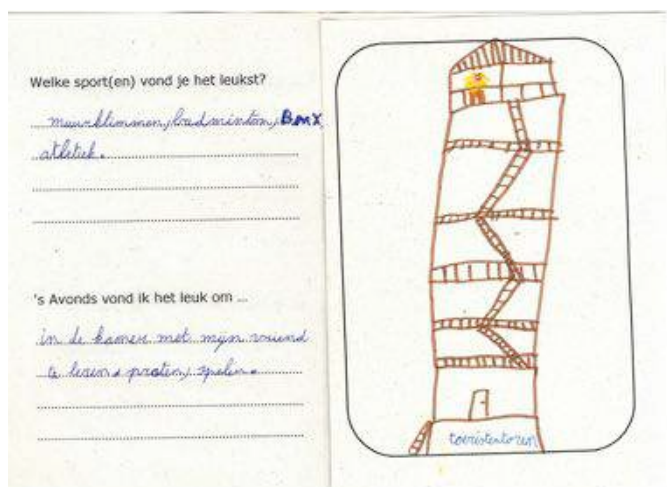 Welke sport(en) vond je het leukst?
muurklimmen, badminton, BMX,
atletiek.
's Avonds vond ik het leuk om ...
in de kamer met mijn vriend
te lezen, praten, spelen.
toeristentoren